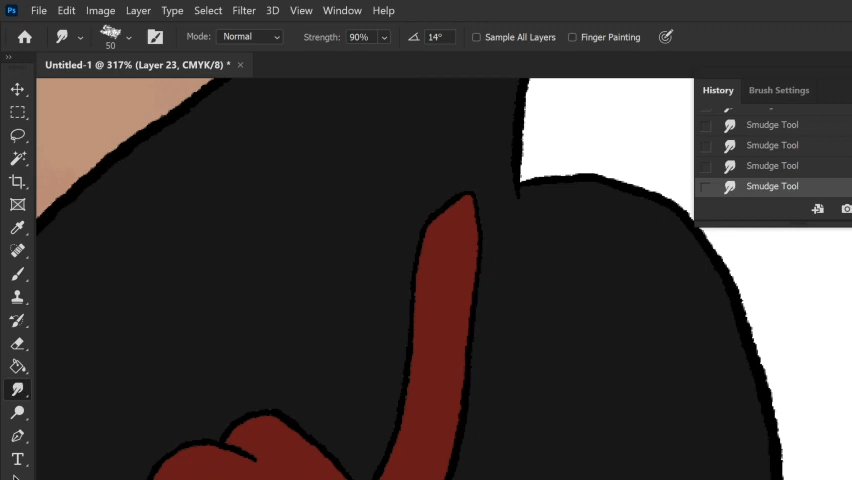 Ps File Edit Image Layer Type Select Filter 3D View Window Help
50 Mode: Normal Strength: 90% 14° Sample All Layers Finger Painting
Untitled-1 @ 317% (Layer 23, CMYK/8) * ×
History Brush Settings
Smudge Tool
Smudge Tool
Smudge Tool
Smudge Tool
T